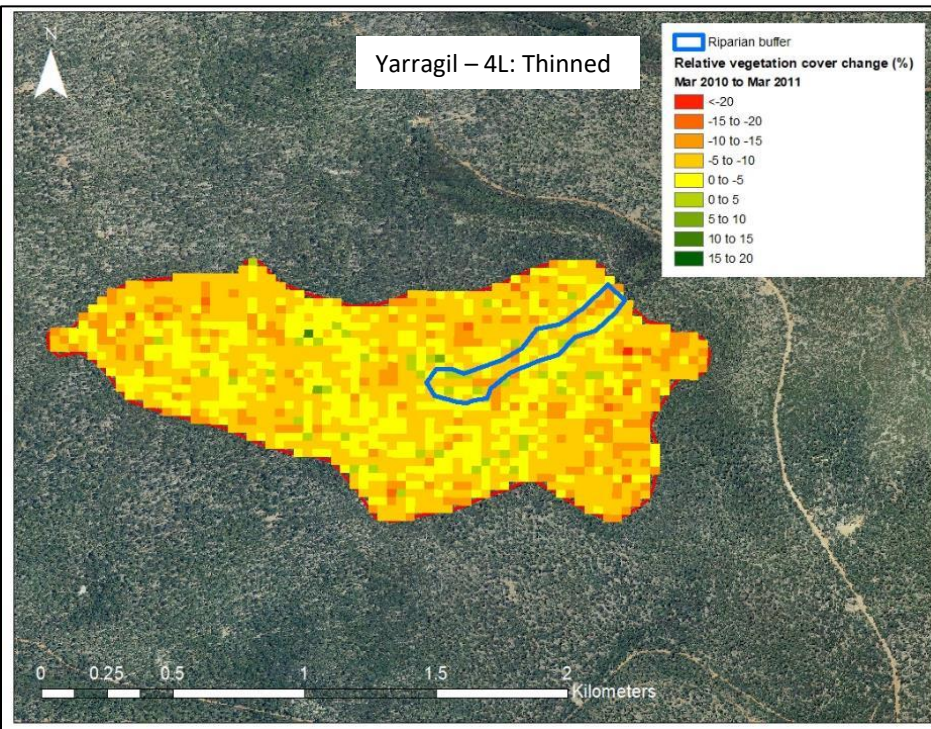 N
Yarragil – 4L: Thinned
Riparian buffer
Relative vegetation cover change (%)
Mar 2010 to Mar 2011
<-20
-15 to -20
-10 to -15
-5 to -10
0 to -5
0 to 5
5 to 10
10 to 15
15 to 20
0 0.25 0.5 1 1.5 2
Kilometers